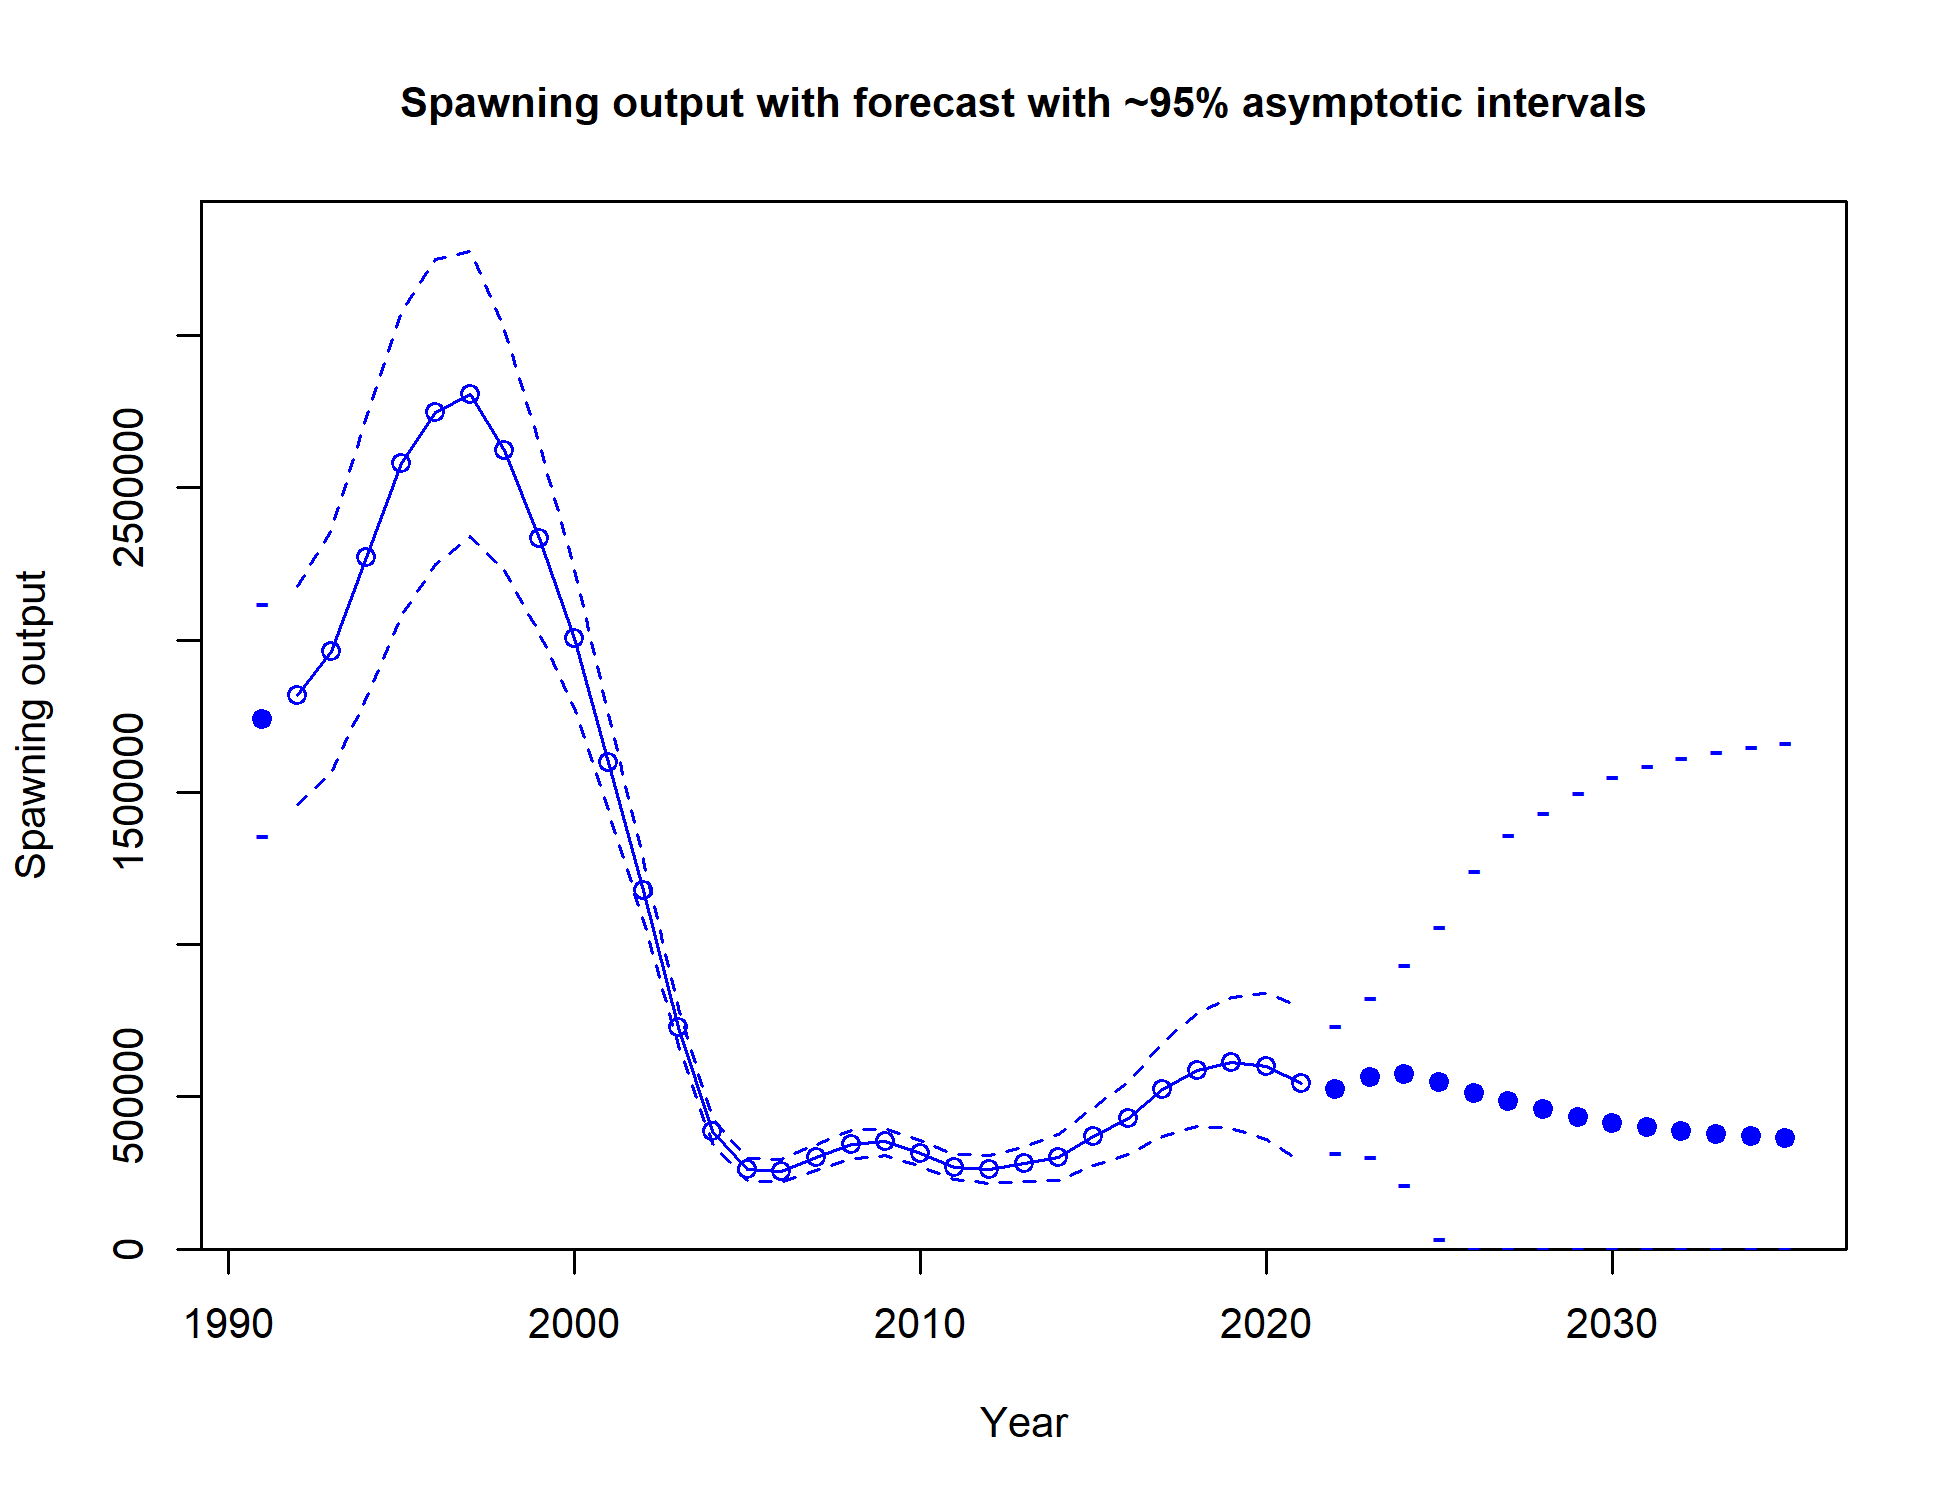 Spawning output with forecast with ~95% asymptotic intervals
Spawning output
2500000
1500000
500000
0
1990 2000 2010 2020 2030
Year